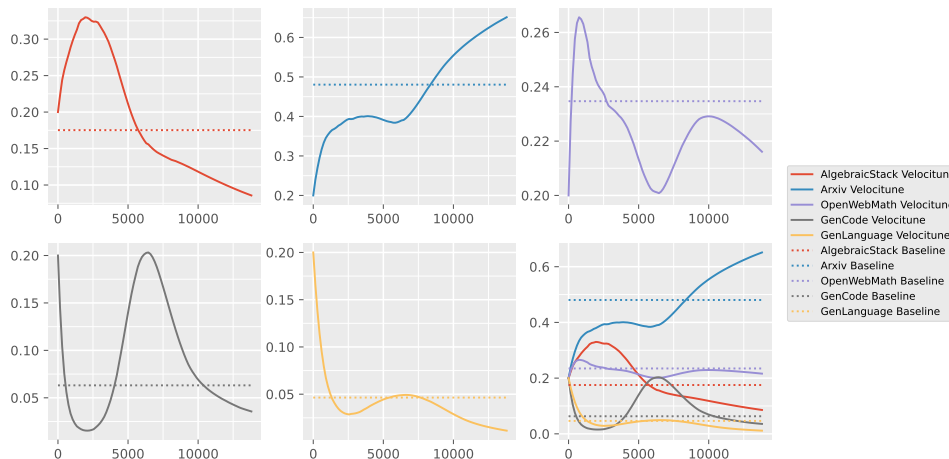 0.30
0.25
0.20
0.15
0.10
0 5000 10000
0.6
0.5
0.4
0.3
0.2
0 5000 10000
0.26
0.24
0.22
0.20
0 5000 10000
0.20
0.15
0.10
0.05
0 5000 10000
0.20
0.15
0.10
0.05
0 5000 10000
0.6
0.4
0.2
0.0
0 5000 10000
AlgebraicStack Velocitune
Arxiv Velocitune
OpenWebMath Velocitune
GenCode Velocitune
GenLanguage Velocitune
AlgebraicStack Baseline
Arxiv Baseline
OpenWebMath Baseline
GenCode Baseline
GenLanguage Baseline